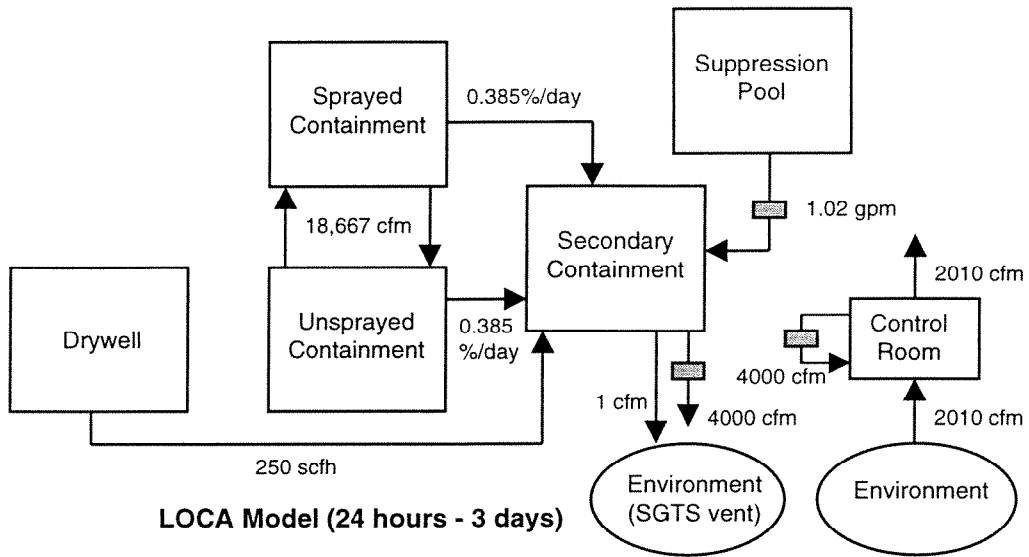 Sprayed
Containment
0.385%/day
Suppression
Pool
18,667 cfm
1.02 gpm
Secondary
Containment
2010 cfm
Drywell
Unsprayed
Containment
0.385
%/day
Control
Room
4000 cfm
1 cfm
4000 cfm
2010 cfm
250 scfh
Environment
(SGTS vent)
Environment
LOCA Model (24 hours - 3 days)